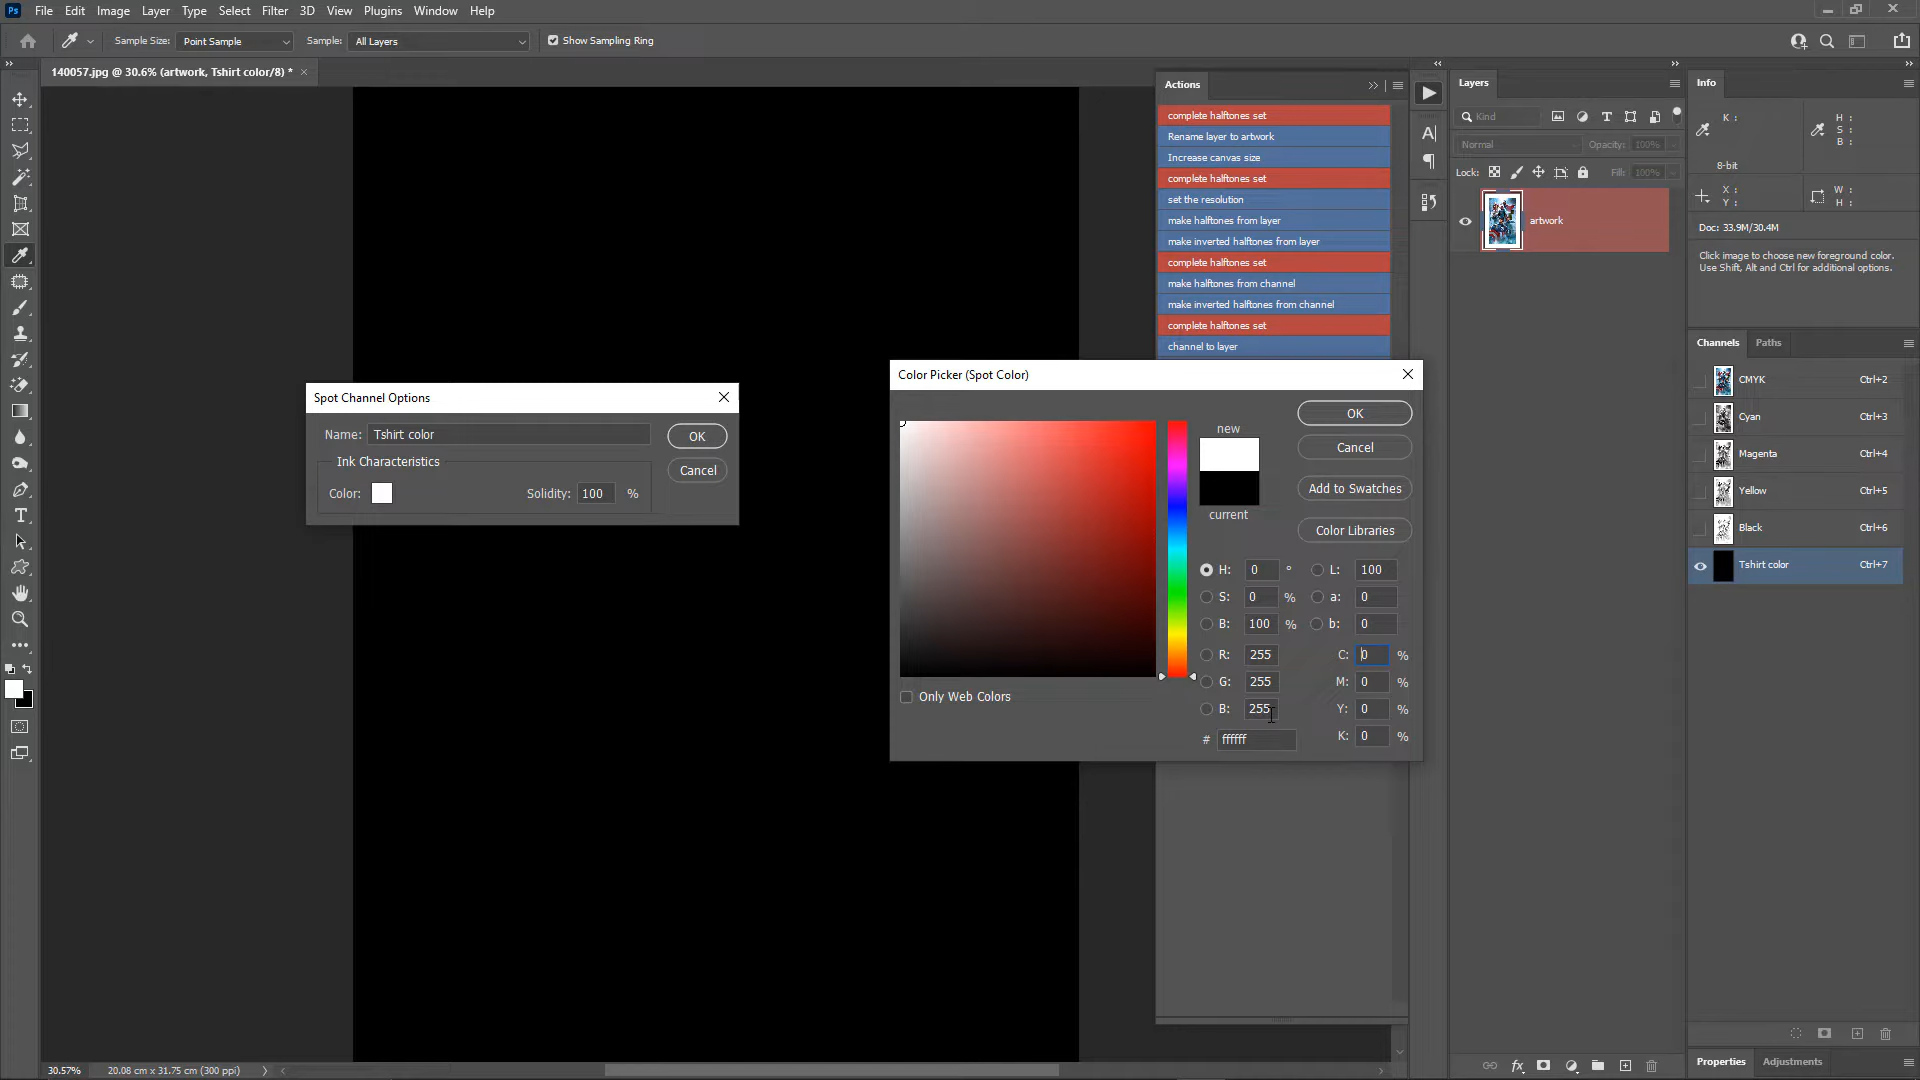 Ps File Edit Image Layer Type Select Filter 3D View Plugins Window Help
Sample Size: Point Sample Sample: All Layers Show Sampling Ring
140057.jpg @ 30.6% (artwork, Tshirt color/8) * ×
Actions
complete halftones set
Rename layer to artwork
Increase canvas size
complete halftones set
set the resolution
make halftones from layer
make inverted halftones from layer
complete halftones set
make halftones from channel
make inverted halftones from channel
complete halftones set
channel to layer
Spot Channel Options
Name: Tshirt color
OK
Ink Characteristics
Cancel
Color:
Solidity: 100 %
Color Picker (Spot Color)
new
current
OK
Cancel
Add to Swatches
Color Libraries
H: 0 ° L: 100
S: 0 % a: 0
B: 100 % b: 0
R: 255 C: 0 %
G: 255 M: 0 %
B: 255 Y: 0 %
# ffffff K: 0 %
Only Web Colors
Layers
Kind
Normal Opacity: 100%
Lock: Fill: 100%
artwork
Info
K :
H :
S :
B :
8-bit
X :
Y :
W :
H :
Doc: 33.9M/30.4M
Click image to choose new foreground color.
Use Shift, Alt and Ctrl for additional options.
Channels Paths
CMYK Ctrl+2
Cyan Ctrl+3
Magenta Ctrl+4
Yellow Ctrl+5
Black Ctrl+6
Tshirt color Ctrl+7
Properties Adjustments
30.57% 20.08 cm x 31.75 cm (300 ppi)